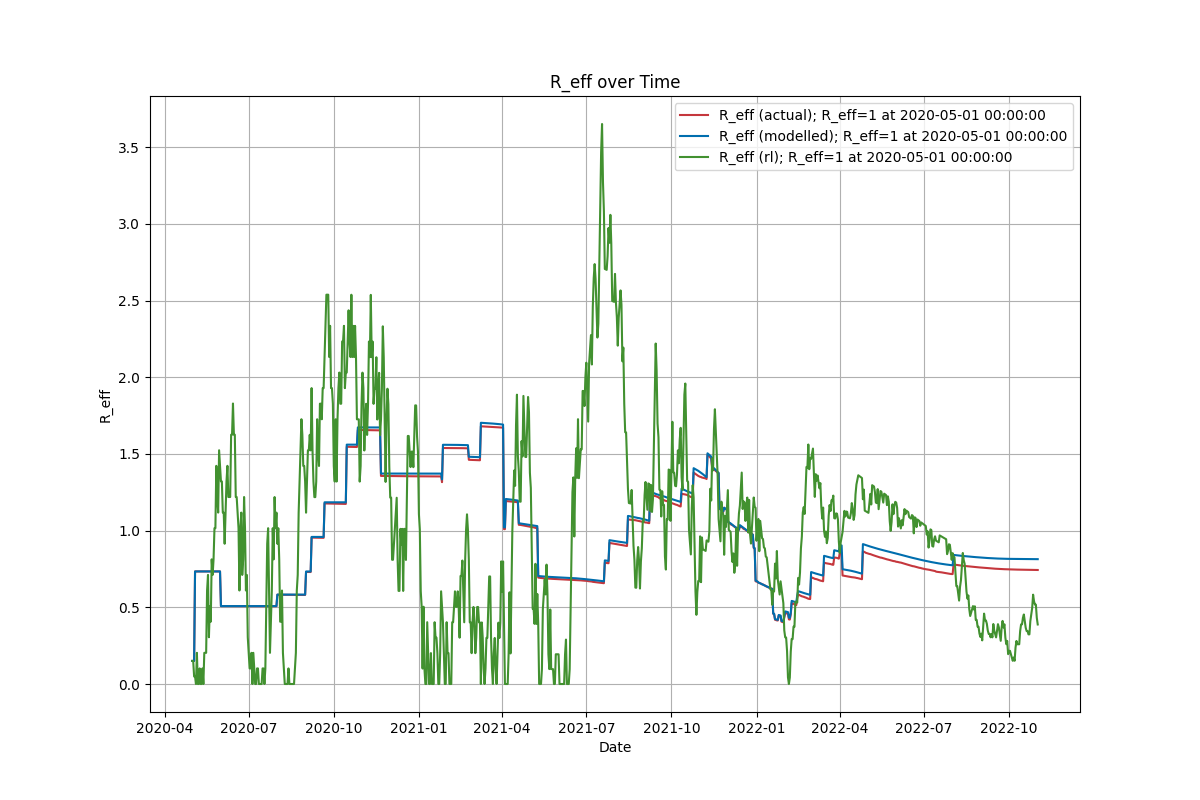 R_eff over Time
R_eff (actual); R_eff=1 at 2020-05-01 00:00:00
R_eff (modelled); R_eff=1 at 2020-05-01 00:00:00
R_eff (rl); R_eff=1 at 2020-05-01 00:00:00
3.5
3.0
2.5
2.0
1.5
1.0
0.5
0.0
R_eff
2020-04 2020-07 2020-10 2021-01 2021-04 2021-07 2021-10 2022-01 2022-04 2022-07 2022-10
Date